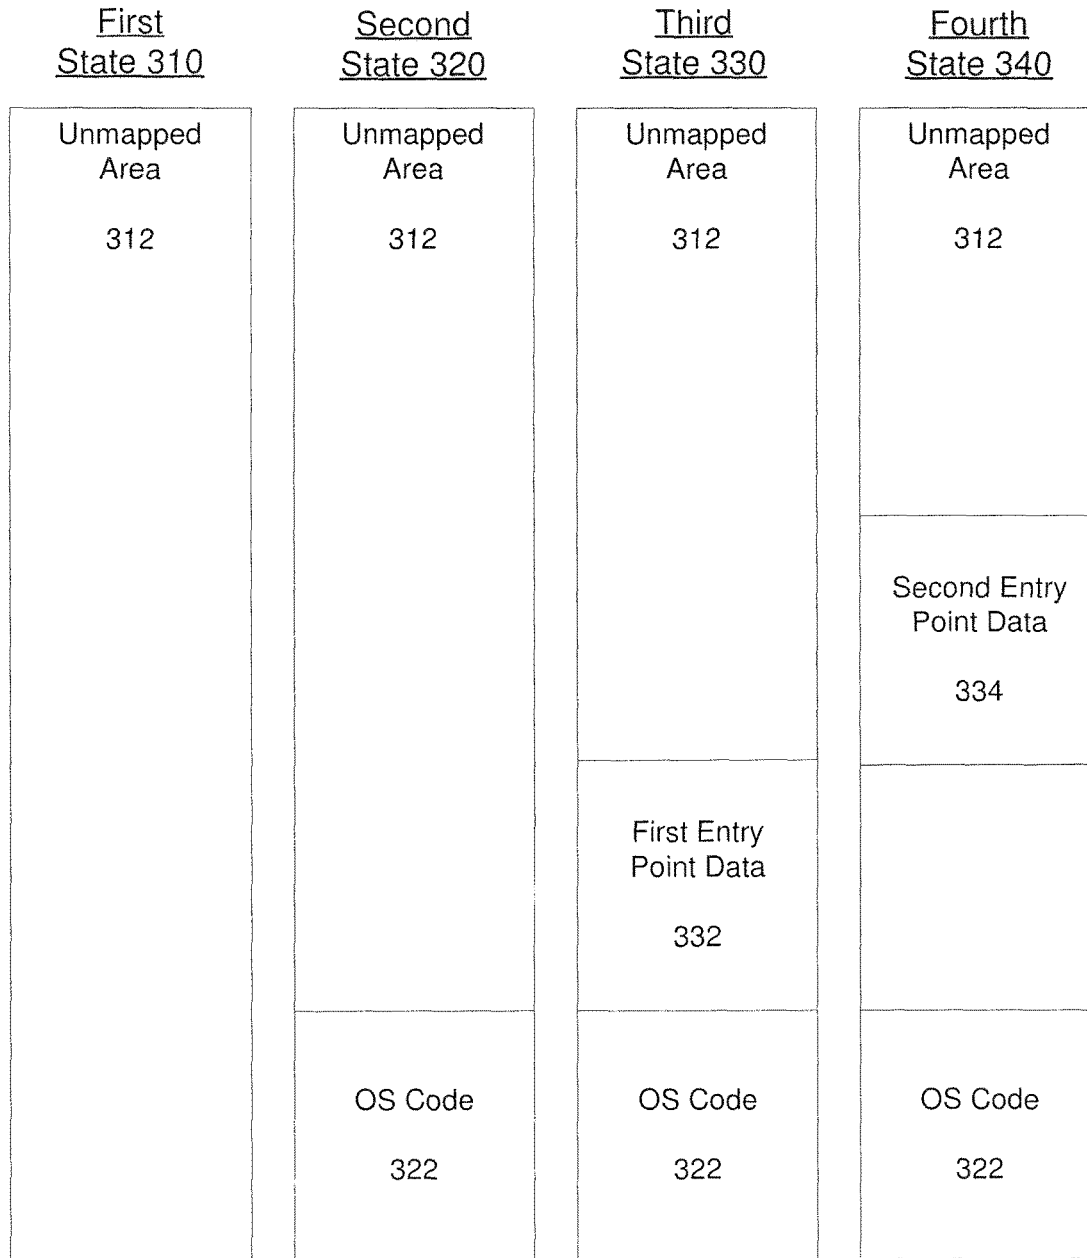 First
State 310
Second
State 320
Third
State 330
Fourth
State 340
Unmapped
Area
312
Unmapped
Area
312
Unmapped
Area
312
Unmapped
Area
312
Second Entry
Point Data
334
First Entry
Point Data
332
OS Code
322
OS Code
322
OS Code
322